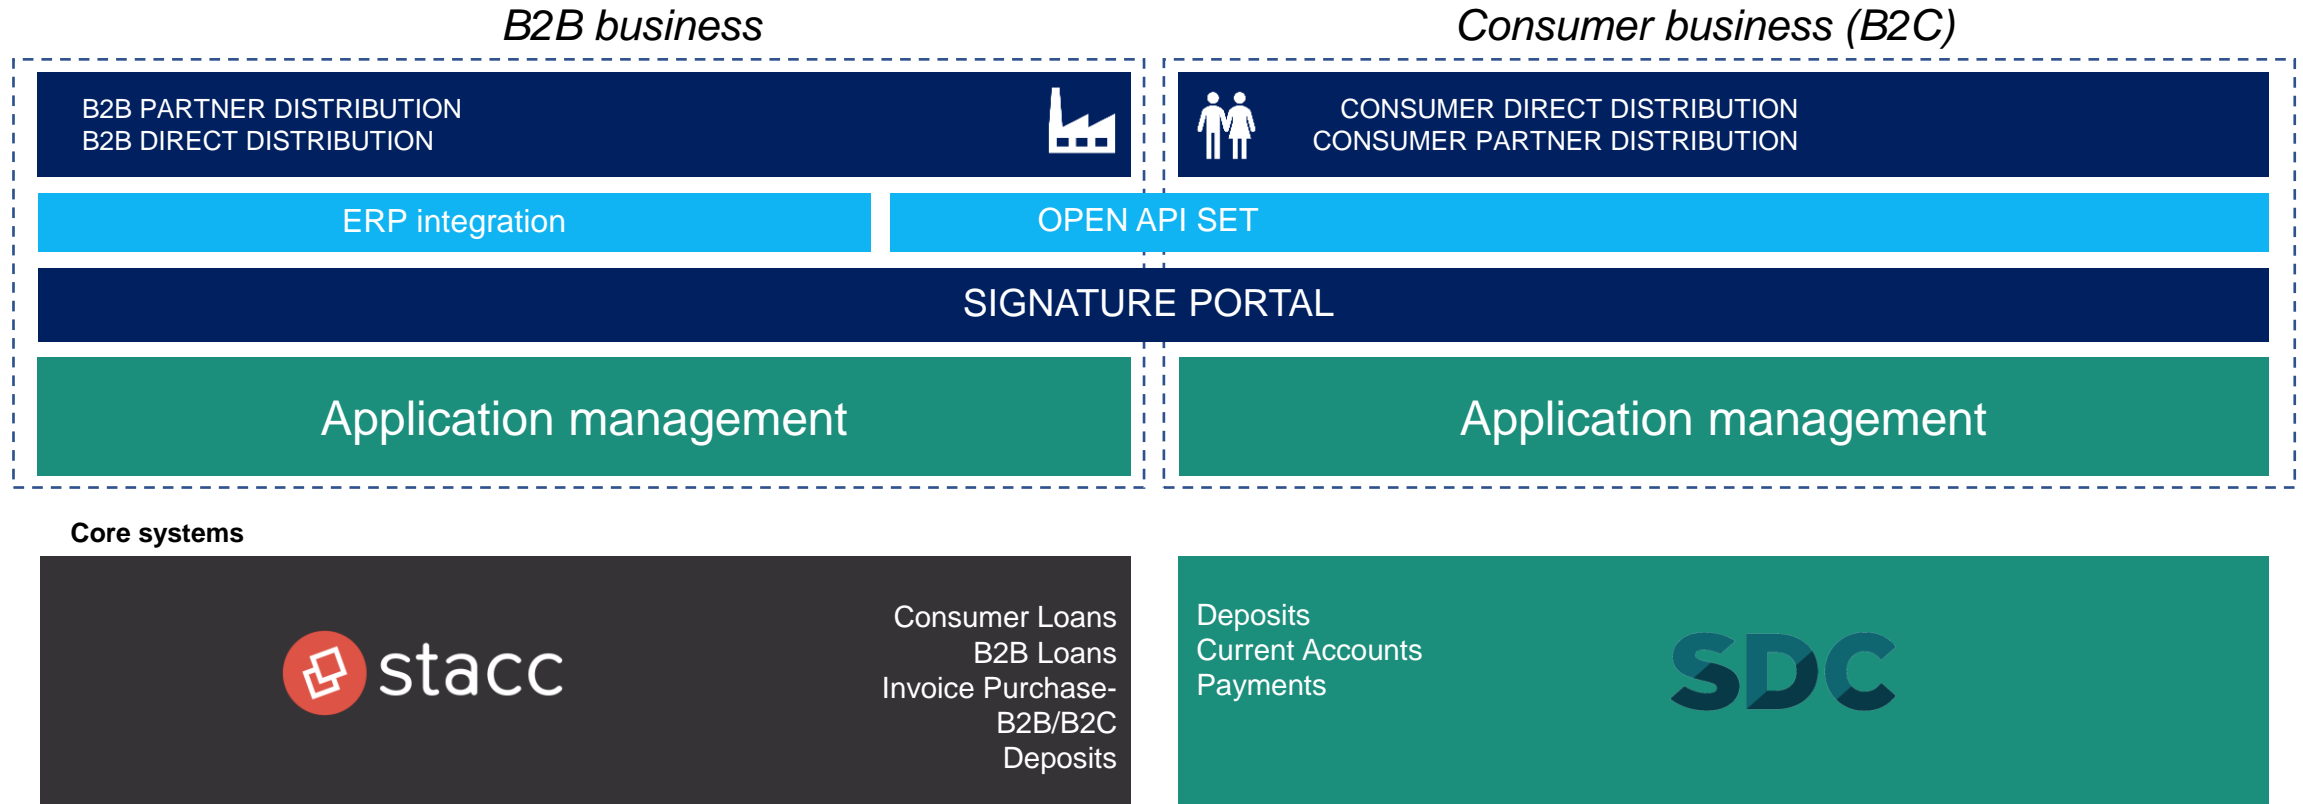 B2B business
Consumer business (B2C)
B2B PARTNER DISTRIBUTION
B2B DIRECT DISTRIBUTION
CONSUMER DIRECT DISTRIBUTION
CONSUMER PARTNER DISTRIBUTION
ERP integration
OPEN API SET
SIGNATURE PORTAL
Application management
Application management
Core systems
stacc
Consumer Loans
B2B Loans
Invoice Purchase-
B2B/B2C
Deposits
Deposits
Current Accounts
Payments
SDC